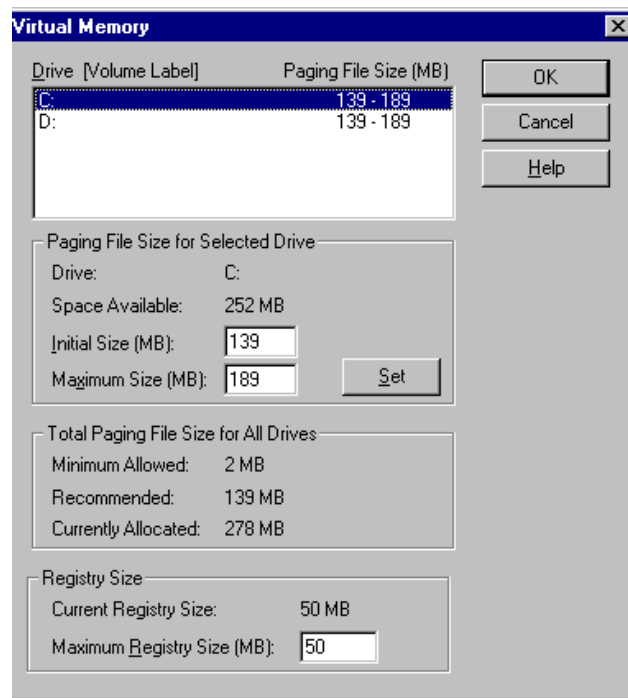 Virtual Memory
Drive [Volume Label] Paging File Size (MB)
C: 139 - 189
D: 139 - 189
OK
Cancel
Help
Paging File Size for Selected Drive
Drive: C:
Space Available: 252 MB
Initial Size (MB): 139
Maximum Size (MB): 189
Set
Total Paging File Size for All Drives
Minimum Allowed: 2 MB
Recommended: 139 MB
Currently Allocated: 278 MB
Registry Size
Current Registry Size: 50 MB
Maximum Registry Size (MB): 50